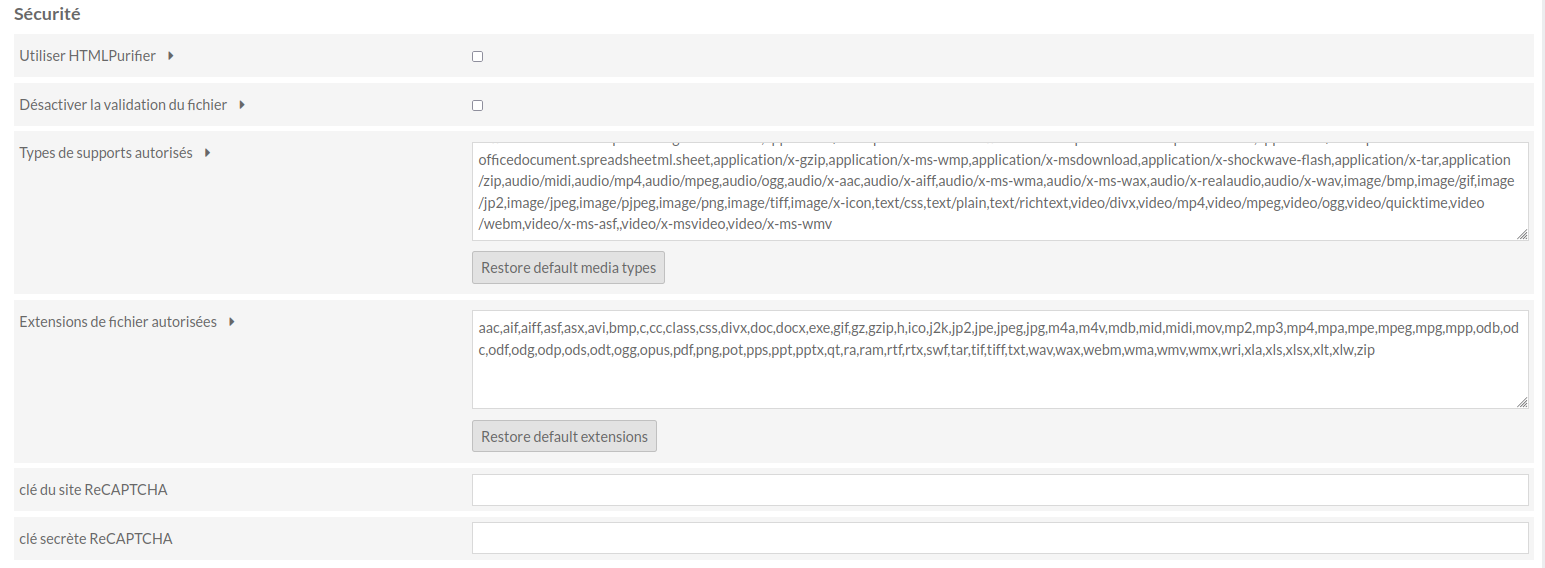 Sécurité
Utiliser HTMLPurifier
Désactiver la validation du fichier
Types de supports autorisés
officedocument.spreadsheetml.sheet,application/x-gzip,application/x-ms-wmp,application/x-msdownload,application/x-shockwave-flash,application/x-tar,application
/zip,audio/midi,audio/mp4,audio/mpeg,audio/ogg,audio/x-aac,audio/x-aiff,audio/x-ms-wma,audio/x-ms-wax,audio/x-realaudio,audio/x-wav,image/bmp,image/gif,image
/jp2,image/jpeg,image/pjpeg,image/png,image/tiff,image/x-icon,text/css,text/plain,text/richtext,video/divx,video/mp4,video/mpeg,video/ogg,video/quicktime,video
/webm,video/x-ms-asf,,video/x-msvideo,video/x-ms-wmv
Restore default media types
Extensions de fichier autorisées
aac,aif,aiff,asf,asx,avi,bmp,c,cc,class,css,divx,doc,docx,exe,gif,gz,gzip,h,ico,j2k,jp2,jpe,jpeg,jpg,m4a,m4v,mdb,mid,midi,mov,mp2,mp3,mp4,mpa,mpe,mpeg,mpg,mpp,odb,od
c,odf,odg,odp,ods,odt,ogg,opus,pdf,png,pot,pps,ppt,pptx,qt,ra,ram,rtf,rtx,swf,tar,tif,tiff,txt,wav,wax,webm,wma,wmv,wmx,wri,xla,xls,xlsx,xlt,xlw,zip
Restore default extensions
clé du site ReCAPTCHA
clé secrète ReCAPTCHA